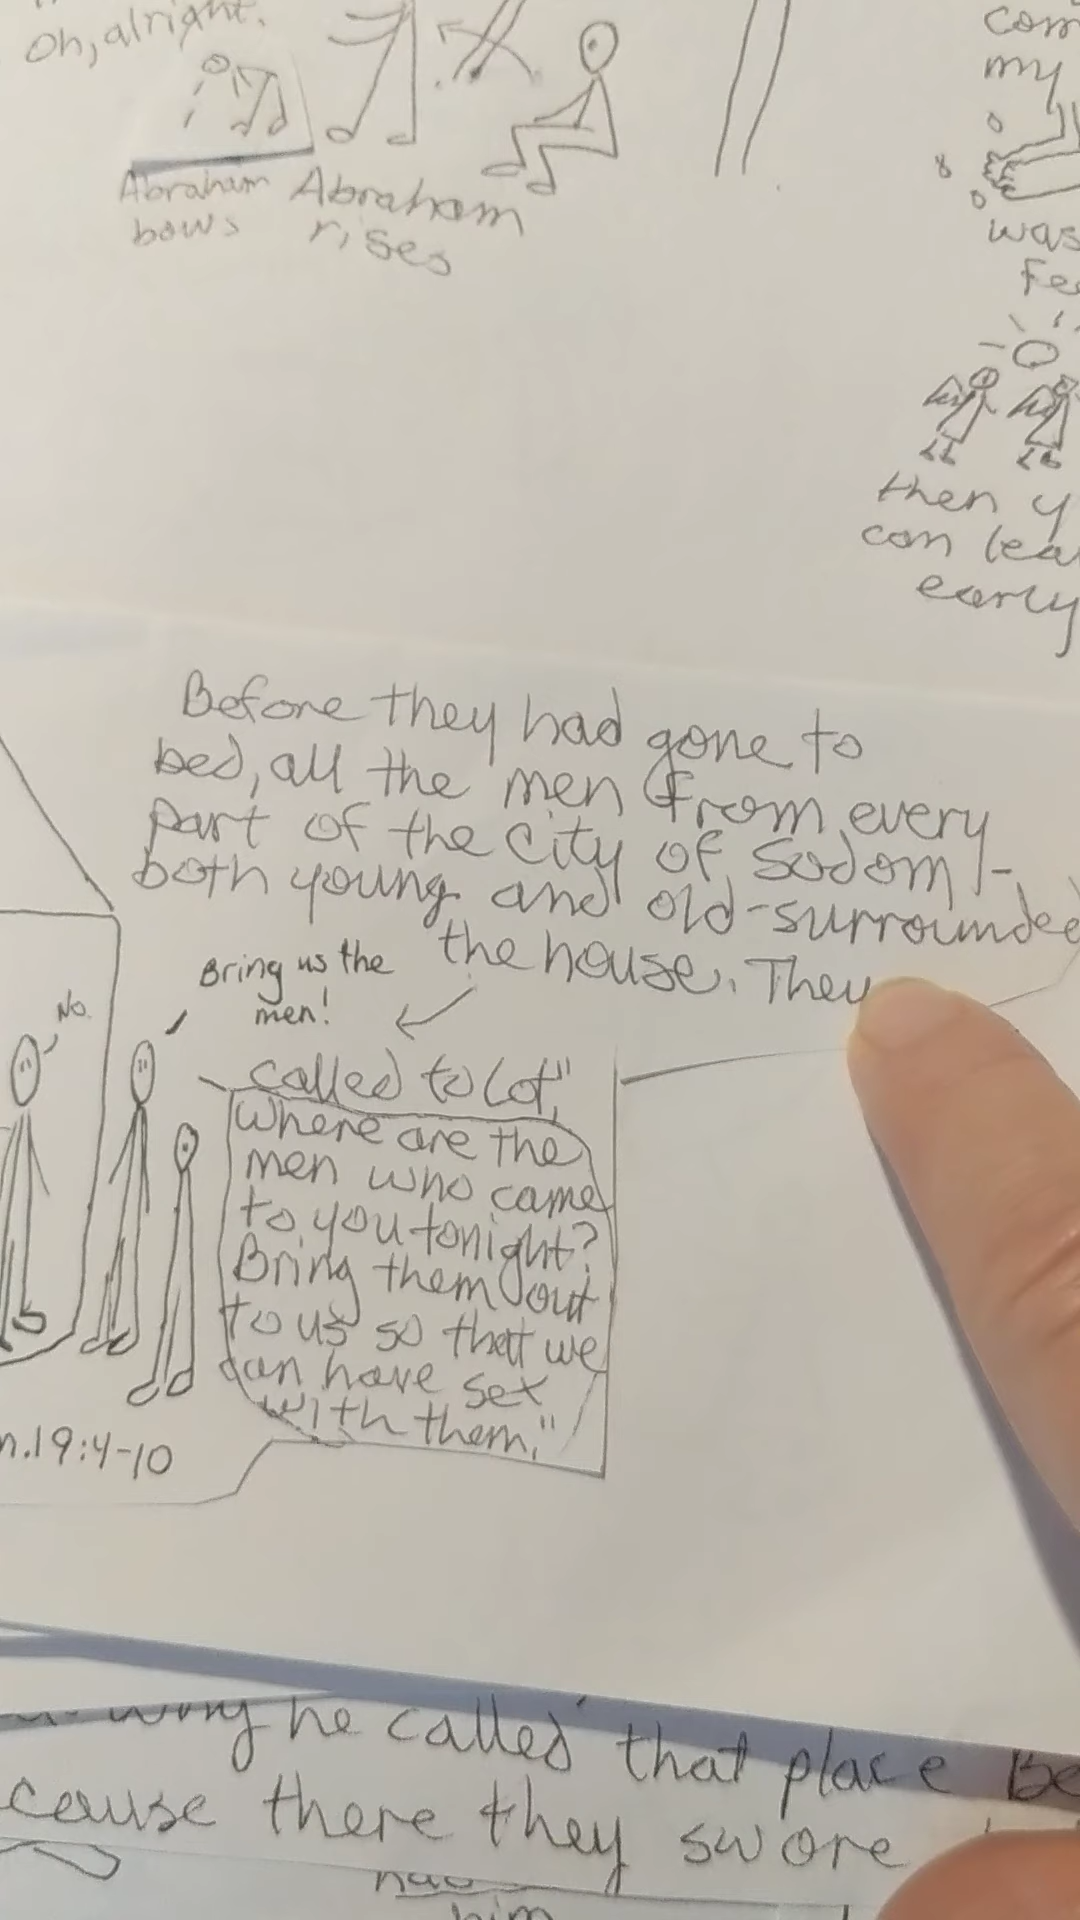 Oh, alright.
Abraham
bows
Abraham
rises
my
was
then
can
early
Before they had gone to
bed, all the men from every
part of the city of Sodom -
both young and old-surrounded
the house. They
Bring us the
men!
No.
called to Lot,"
Where are the
men who came
to you tonight?
Bring them out
to us so that we
can have sex
with them."
19:4-10
he called that place
there they swore
him